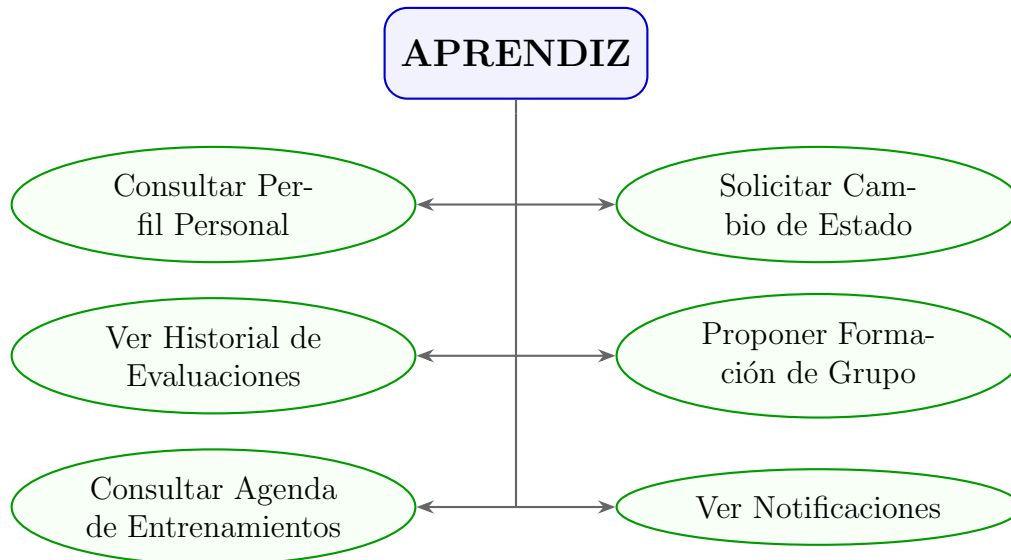 APRENDIZ
Consultar Per-
fil Personal
Solicitar Cam-
bio de Estado
Ver Historial de
Evaluaciones
Proponer Forma-
ción de Grupo
Consultar Agenda
de Entrenamientos
Ver Notificaciones